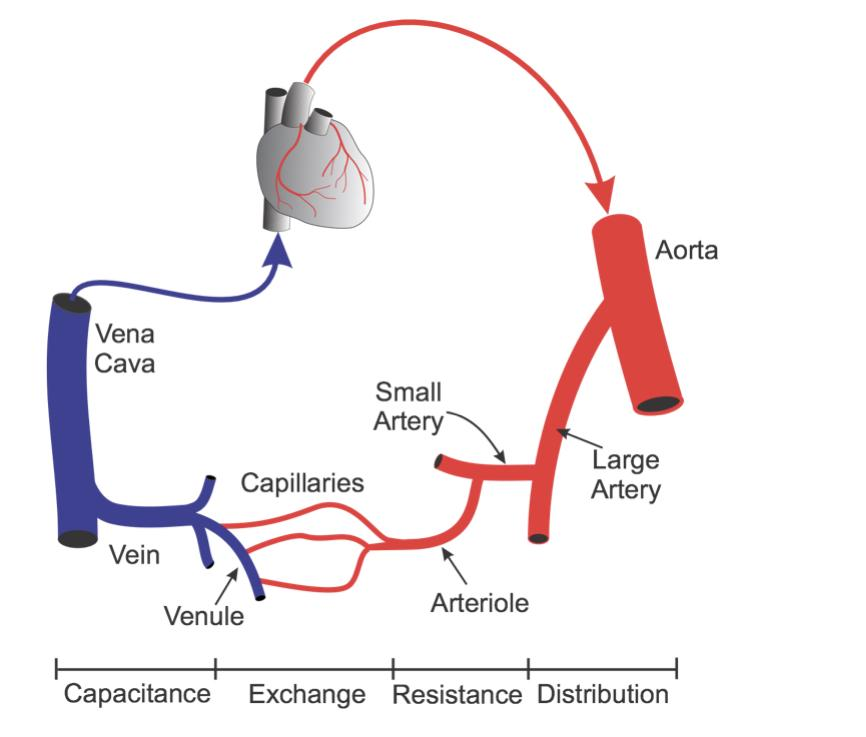 Aorta
Vena
Cava
Small
Artery
Large
Artery
Capillaries
Vein
Venule
Arteriole
Capacitance
Exchange
Resistance
Distribution